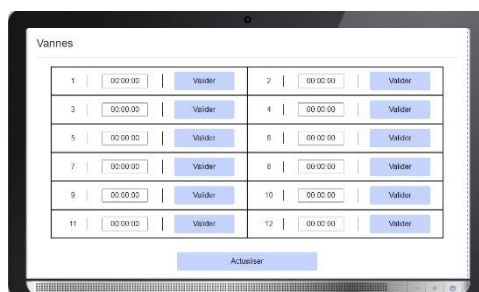 Vannes
1 00:00:00 Valider 2 00:00:00 Valider
3 00:00:00 Valider 4 00:00:00 Valider
5 00:00:00 Valider 6 00:00:00 Valider
7 00:00:00 Valider 8 00:00:00 Valider
9 00:00:00 Valider 10 00:00:00 Valider
11 00:00:00 Valider 12 00:00:00 Valider
Actualiser